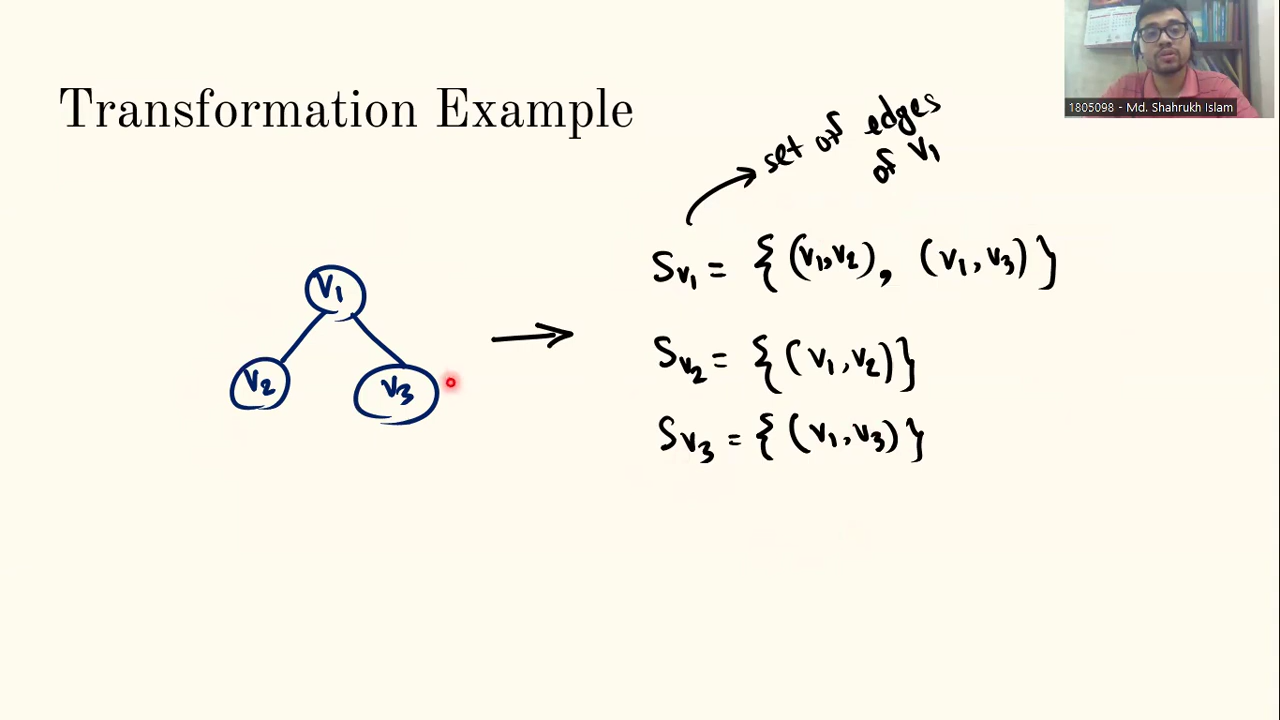 1805098 - Md. Shahrukh Islam
Transformation Example
set of edges
of v1
Sv1 = {(v1,v2), (v1,v3)}
v1
v2
v3
Sv2 = {(v1,v2)}
Sv3 = {(v1,v3)}